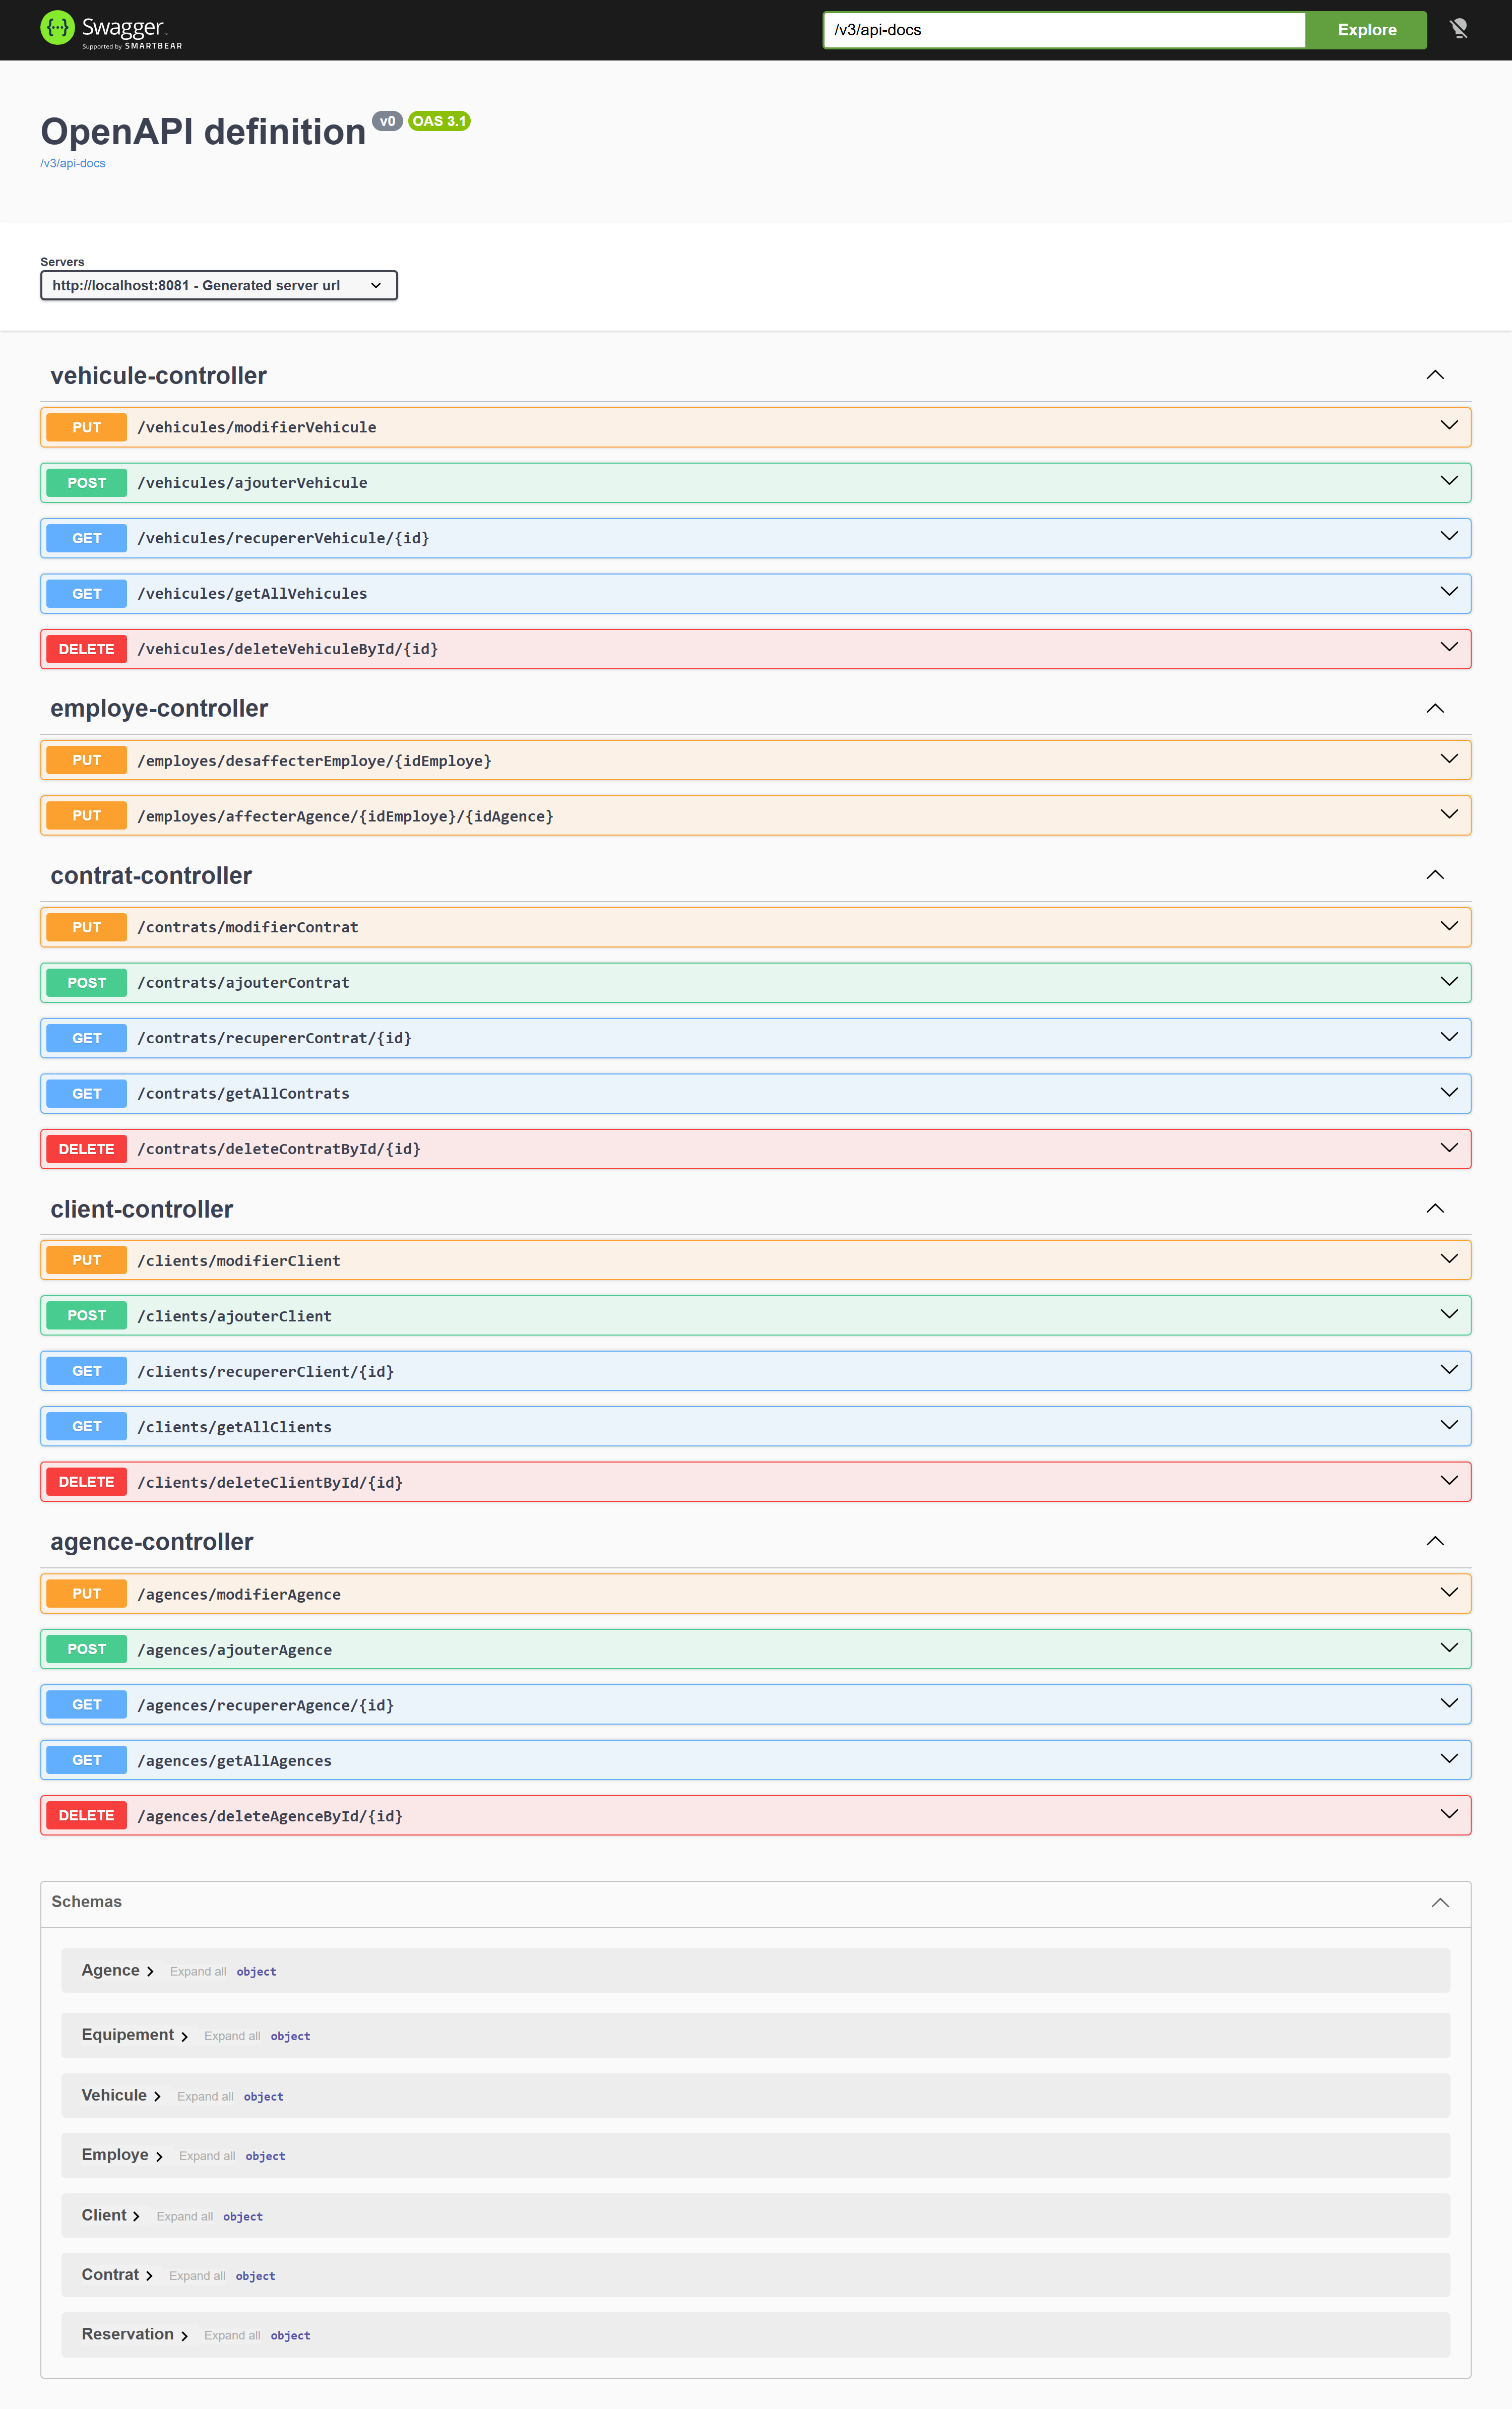 Swagger.
Supported by SMARTBEAR
/v3/api-docs
Explore
OpenAPI definition v0 OAS 3.1
/v3/api-docs
Servers
http://localhost:8081 - Generated server url
vehicule-controller
PUT /vehicules/modifierVehicule
POST /vehicules/ajouterVehicule
GET /vehicules/recupererVehicule/{id}
GET /vehicules/getAllVehicules
DELETE /vehicules/deleteVehiculeById/{id}
employe-controller
PUT /employes/desaffecterEmploye/{idEmploye}
PUT /employes/affecterAgence/{idEmploye}/{idAgence}
contrat-controller
PUT /contrats/modifierContrat
POST /contrats/ajouterContrat
GET /contrats/recupererContrat/{id}
GET /contrats/getAllContrats
DELETE /contrats/deleteContratById/{id}
client-controller
PUT /clients/modifierClient
POST /clients/ajouterClient
GET /clients/recupererClient/{id}
GET /clients/getAllClients
DELETE /clients/deleteClientById/{id}
agence-controller
PUT /agences/modifierAgence
POST /agences/ajouterAgence
GET /agences/recupererAgence/{id}
GET /agences/getAllAgences
DELETE /agences/deleteAgenceById/{id}
Schemas
Agence Expand all object
Equipement Expand all object
Vehicule Expand all object
Employe Expand all object
Client Expand all object
Contrat Expand all object
Reservation Expand all object